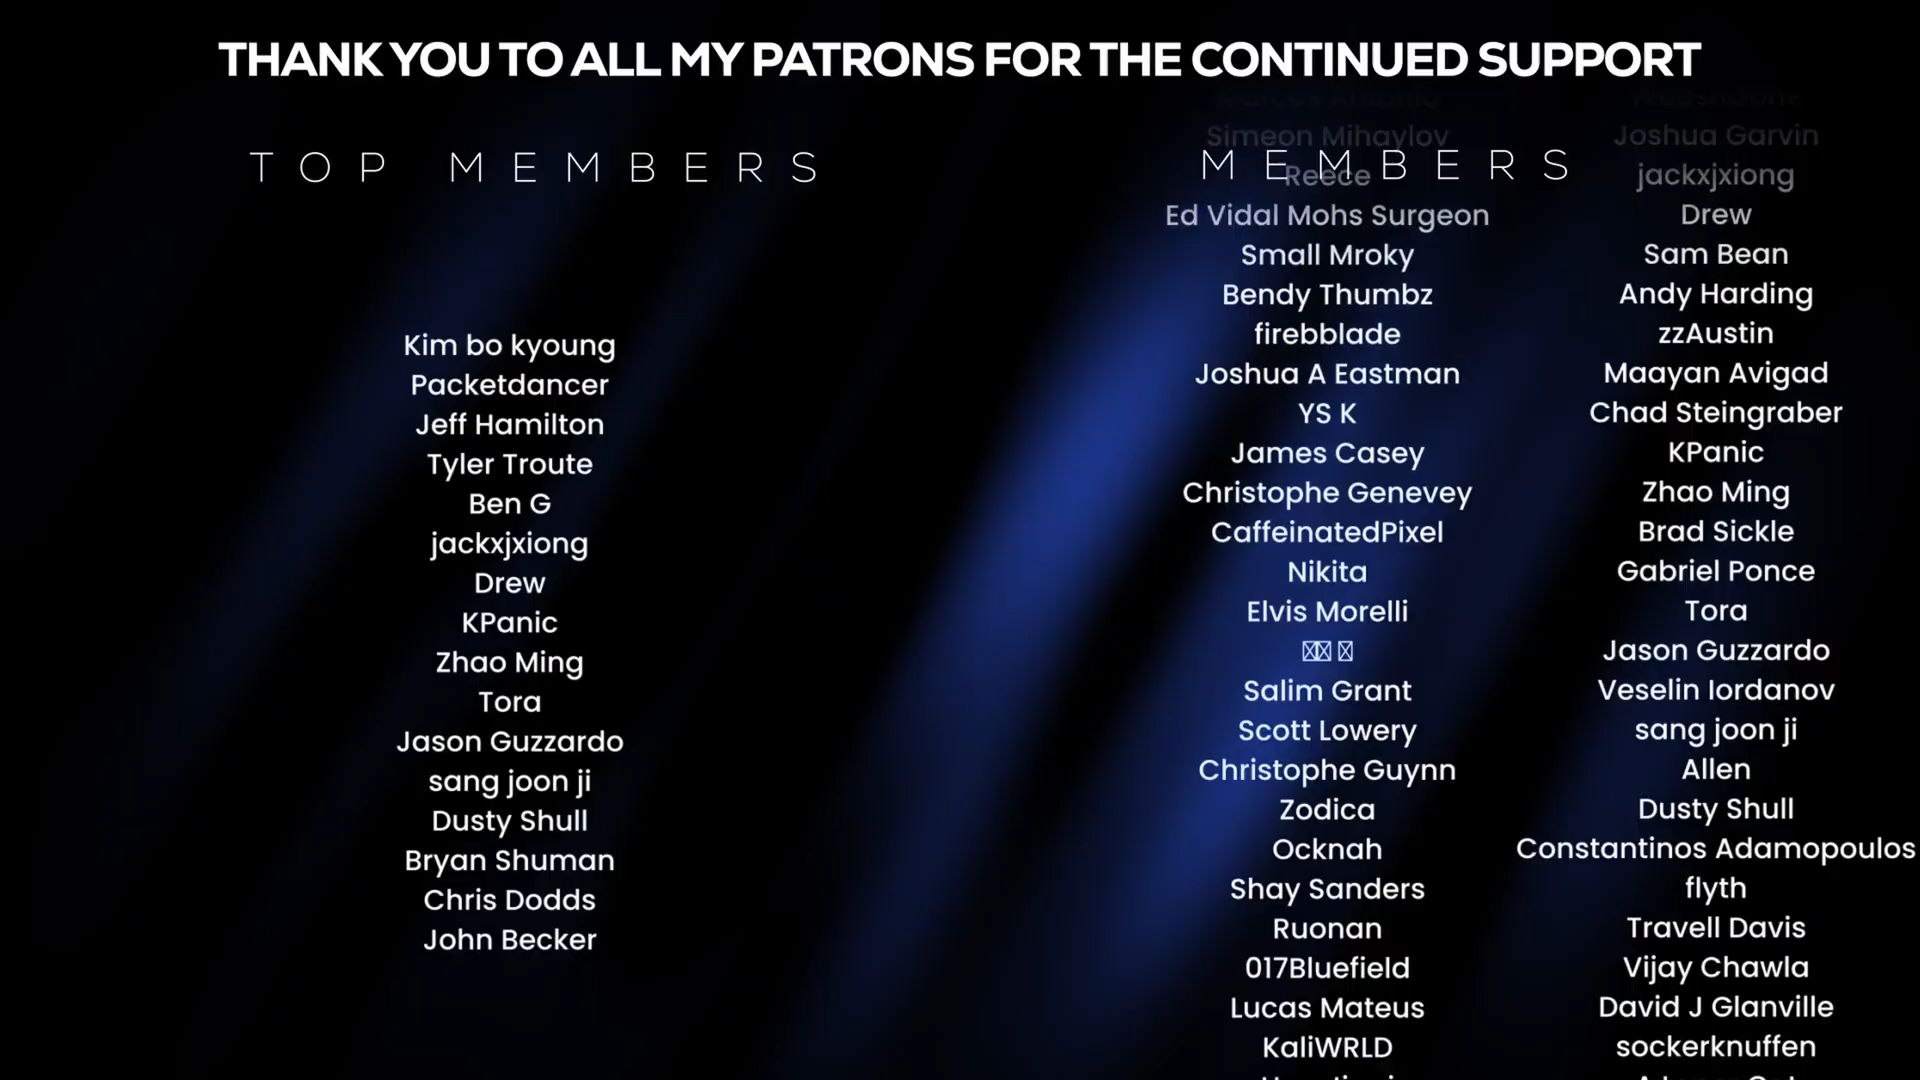 THANK YOU TO ALL MY PATRONS FOR THE CONTINUED SUPPORT
TOP MEMBERS
Kim bo kyoung
Packetdancer
Jeff Hamilton
Tyler Troute
Ben G
jackxjxiong
Drew
KPanic
Zhao Ming
Tora
Jason Guzzardo
sang joon ji
Dusty Shull
Bryan Shuman
Chris Dodds
John Becker
MEMBERS
Marcus Antonio
Simeon Mihaylov
Reece
Ed Vidal Mohs Surgeon
Small Mroky
Bendy Thumbz
firebblade
Joshua A Eastman
YS K
James Casey
Christophe Genevey
CaffeinatedPixel
Nikita
Elvis Morelli
Salim Grant
Scott Lowery
Christophe Guynn
Zodica
Ocknah
Shay Sanders
Ruonan
017Bluefield
Lucas Mateus
KaliWRLD
Joshua Garvin
jackxjxiong
Drew
Sam Bean
Andy Harding
zzAustin
Maayan Avigad
Chad Steingraber
KPanic
Zhao Ming
Brad Sickle
Gabriel Ponce
Tora
Jason Guzzardo
Veselin Iordanov
sang joon ji
Allen
Dusty Shull
Constantinos Adamopoulos
flyth
Travell Davis
Vijay Chawla
David J Glanville
sockerknuffen